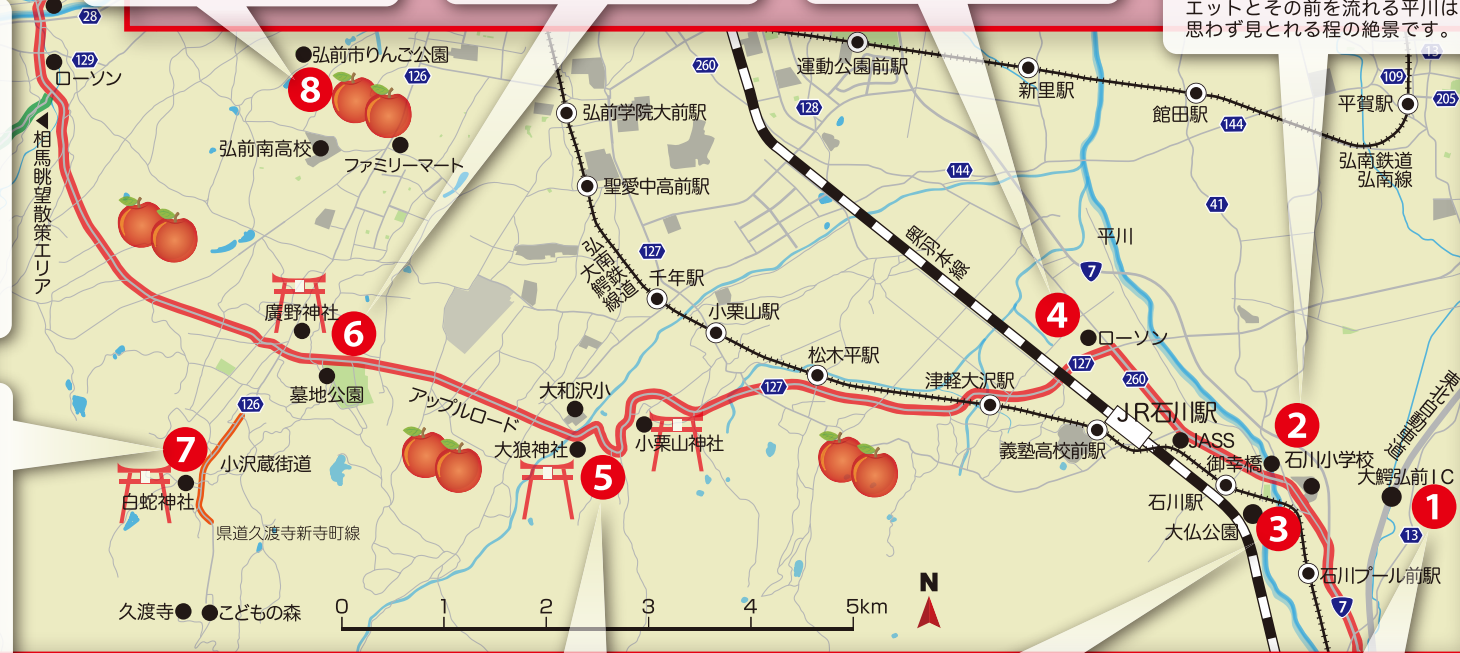 エットとその前を流れる平川は
思わず見とれる程の絶景です。
28
129
ローソン
弘前市りんご公園
8
126
弘前南高校
ファミリーマート
相馬眺望散策エリア
弘前学院大前駅
聖愛中高前駅
弘南鉄道
大鰐線
127
千年駅
小栗山駅
松木平駅
津軽大沢駅
義塾高校前駅
260
運動公園前駅
128
新里駅
館田駅
144
144
13
109
205
平賀駅
弘南鉄道
弘南線
41
奥羽本線
平川
7
4
ローソン
127
260
JR石川駅
JASS
2
御幸橋
石川小学校
東北自動車道
大鰐弘前IC
1
13
石川駅
大仏公園
3
石川プール前駅
7
廣野神社
6
墓地公園
アップルロード
大和沢小
大狼神社
5
小栗山神社
127
126
7
小沢蔵街道
白蛇神社
県道久渡寺新寺町線
久渡寺
こどもの森
0 1 2 3 4 5km
N